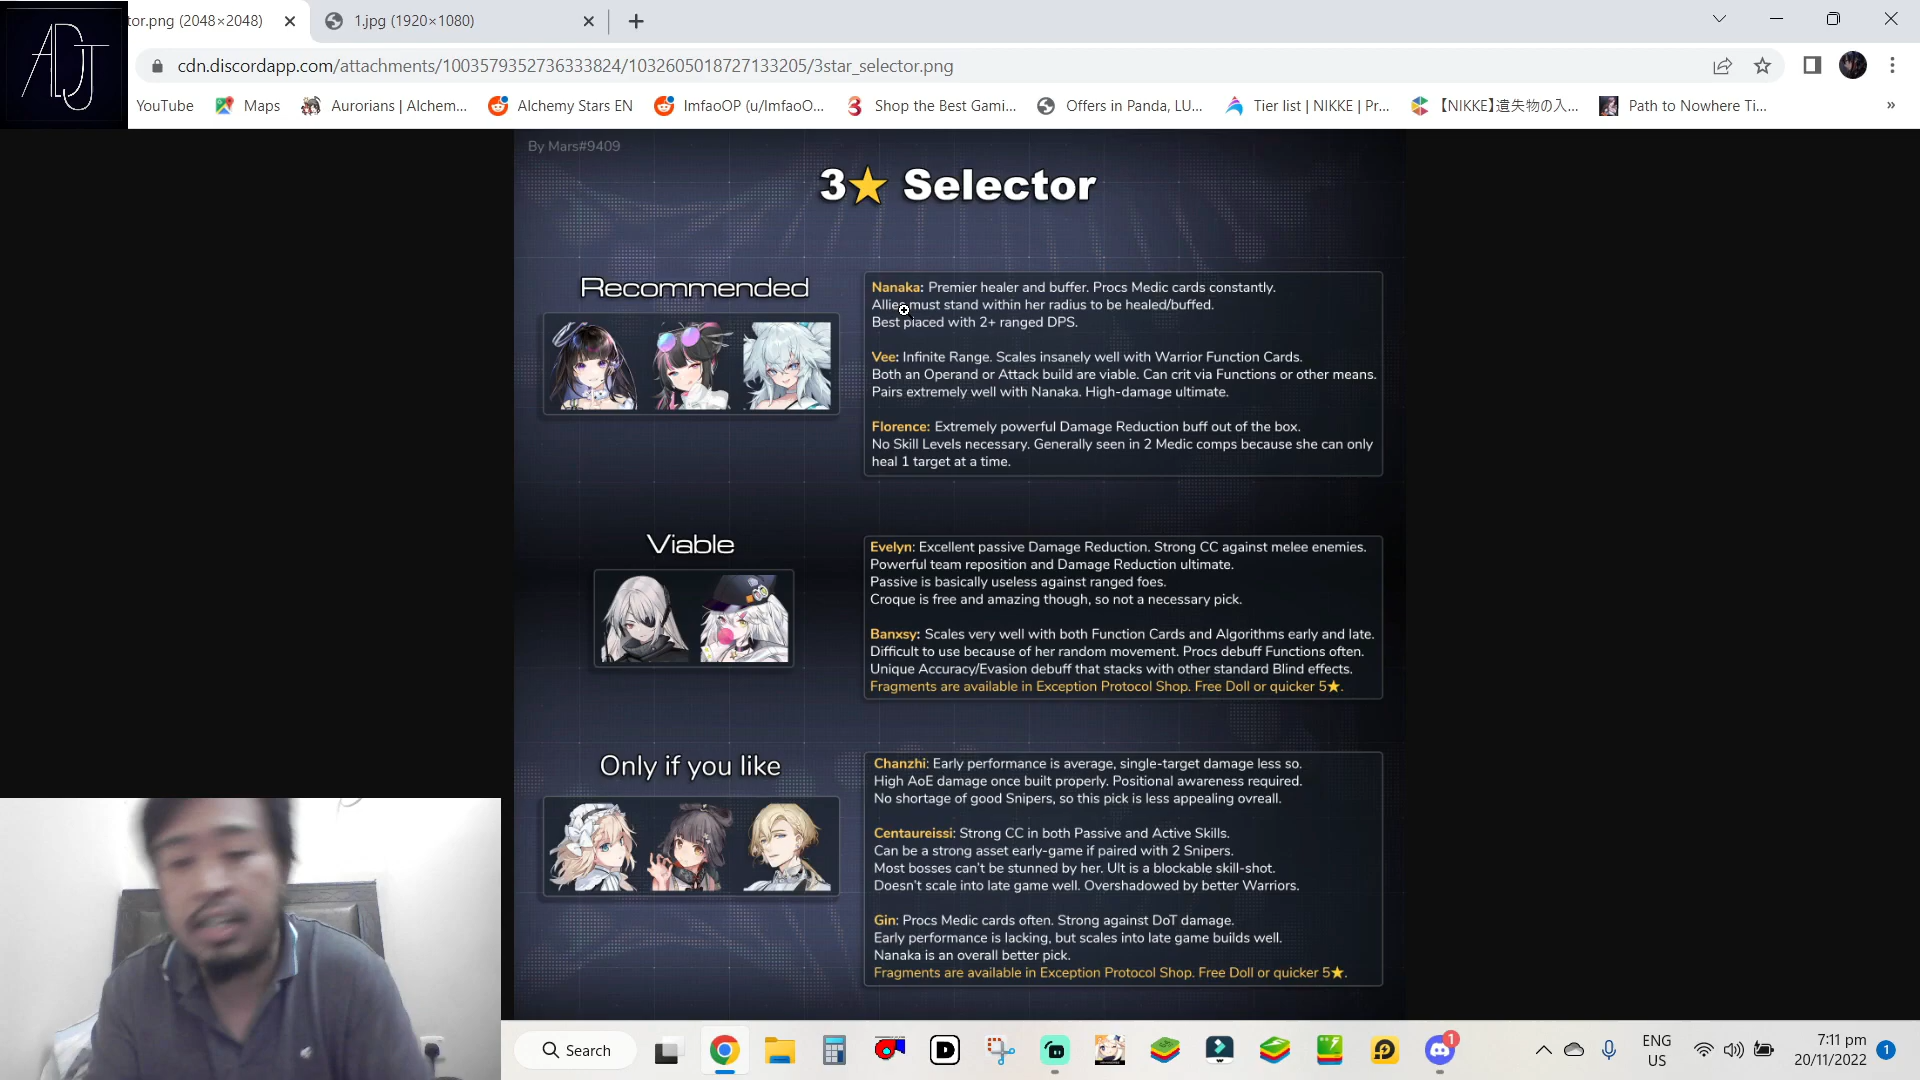 ADJ
tor.png (2048×2048)
1.jpg (1920×1080)
cdn.discordapp.com/attachments/1003579352736333824/1032605018727133205/3star_selector.png
YouTube
Maps
Aurorians | Alchem...
Alchemy Stars EN
lmfaoOP (u/lmfaoO...
Shop the Best Gami...
Offers in Panda, LU...
Tier list | NIKKE | Pr...
【NIKKE】遺失物の入...
Path to Nowhere Ti...
»
By Mars#9409
3★ Selector
Recommended
Nanaka: Premier healer and buffer. Procs Medic cards constantly.
Allies must stand within her radius to be healed/buffed.
Best placed with 2+ ranged DPS.
Vee: Infinite Range. Scales insanely well with Warrior Function Cards.
Both an Operand or Attack build are viable. Can crit via Functions or other means.
Pairs extremely well with Nanaka. High-damage ultimate.
Florence: Extremely powerful Damage Reduction buff out of the box.
No Skill Levels necessary. Generally seen in 2 Medic comps because she can only
heal 1 target at a time.
Viable
Evelyn: Excellent passive Damage Reduction. Strong CC against melee enemies.
Powerful team reposition and Damage Reduction ultimate.
Passive is basically useless against ranged foes.
Croque is free and amazing though, so not a necessary pick.
Banxsy: Scales very well with both Function Cards and Algorithms early and late.
Difficult to use because of her random movement. Procs debuff Functions often.
Unique Accuracy/Evasion debuff that stacks with other standard Blind effects.
Fragments are available in Exception Protocol Shop. Free Doll or quicker 5★.
Only if you like
Chanzhi: Early performance is average, single-target damage less so.
High AoE damage once built properly. Positional awareness required.
No shortage of good Snipers, so this pick is less appealing ovreall.
Centaureissi: Strong CC in both Passive and Active Skills.
Can be a strong asset early-game if paired with 2 Snipers.
Most bosses can't be stunned by her. Ult is a blockable skill-shot.
Doesn't scale into late game well. Overshadowed by better Warriors.
Gin: Procs Medic cards often. Strong against DoT damage.
Early performance is lacking, but scales into late game builds well.
Nanaka is an overall better pick.
Fragments are available in Exception Protocol Shop. Free Doll or quicker 5★.
Search
D
1
ENG
US
7:11 pm
20/11/2022
1